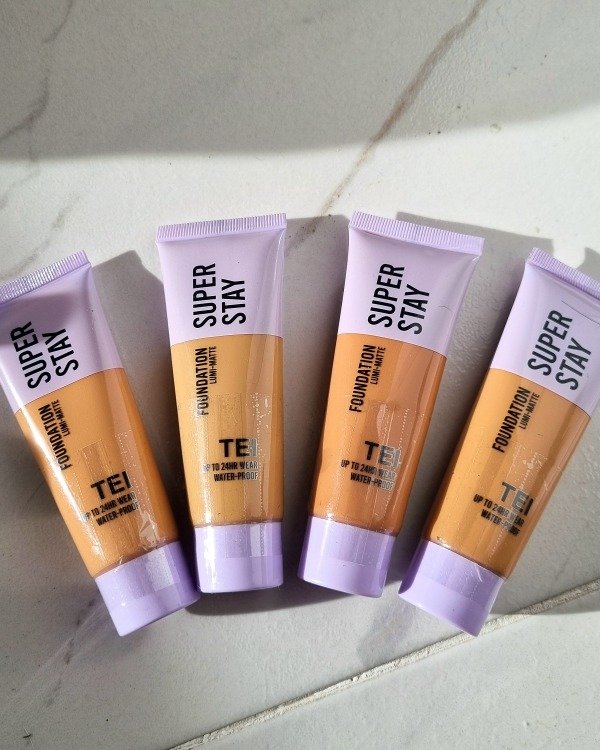 SUPER
STAY
FOUNDATION
LUMI-MATTE
TEI
UP TO 24HR WEAR
WATER-PROOF
SUPER
STAY
FOUNDATION
LUMI-MATTE
TEI
UP TO 24HR WEAR
WATER-PROOF
SUPER
STAY
FOUNDATION
LUMI-MATTE
TEI
UP TO 24HR WEAR
WATER-PROOF
SUPER
STAY
FOUNDATION
LUMI-MATTE
TEI
UP TO 24HR WEAR
WATER-PROOF